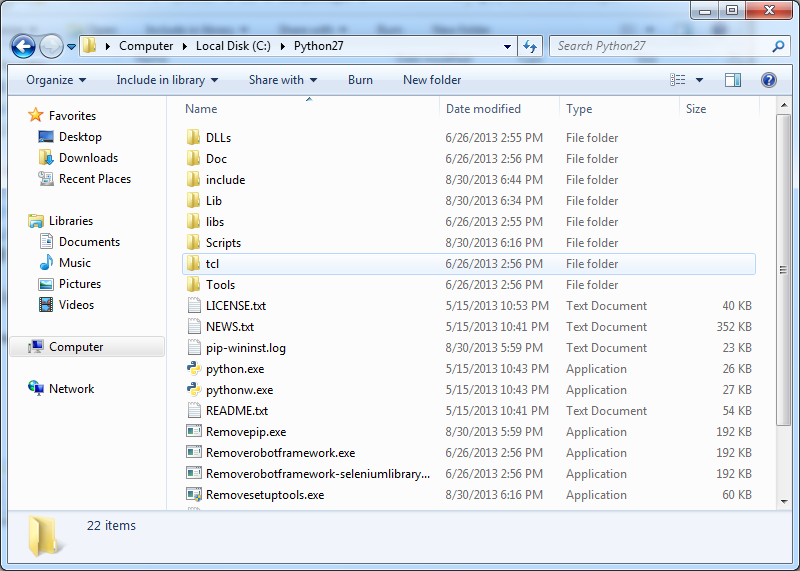 Computer Local Disk (C:) Python27 Search Python27
Organize Include in library Share with Burn New folder
Name Date modified Type Size
Favorites
Desktop
Downloads
Recent Places
Libraries
Documents
Music
Pictures
Videos
Computer
Network
DLLs 6/26/2013 2:55 PM File folder
Doc 6/26/2013 2:56 PM File folder
include 8/30/2013 6:44 PM File folder
Lib 8/30/2013 6:34 PM File folder
libs 6/26/2013 2:55 PM File folder
Scripts 8/30/2013 6:16 PM File folder
tcl 6/26/2013 2:56 PM File folder
Tools 6/26/2013 2:56 PM File folder
LICENSE.txt 5/15/2013 10:53 PM Text Document 40 KB
NEWS.txt 5/15/2013 10:41 PM Text Document 352 KB
pip-wininst.log 8/30/2013 5:59 PM Text Document 23 KB
python.exe 5/15/2013 10:43 PM Application 26 KB
pythonw.exe 5/15/2013 10:43 PM Application 27 KB
README.txt 5/15/2013 10:41 PM Text Document 54 KB
Removepip.exe 8/30/2013 5:59 PM Application 192 KB
Removerobotframework.exe 6/26/2013 2:56 PM Application 192 KB
Removerobotframework-seleniumlibrary... 6/26/2013 2:56 PM Application 192 KB
Removesetuptools.exe 8/30/2013 6:16 PM Application 60 KB
22 items